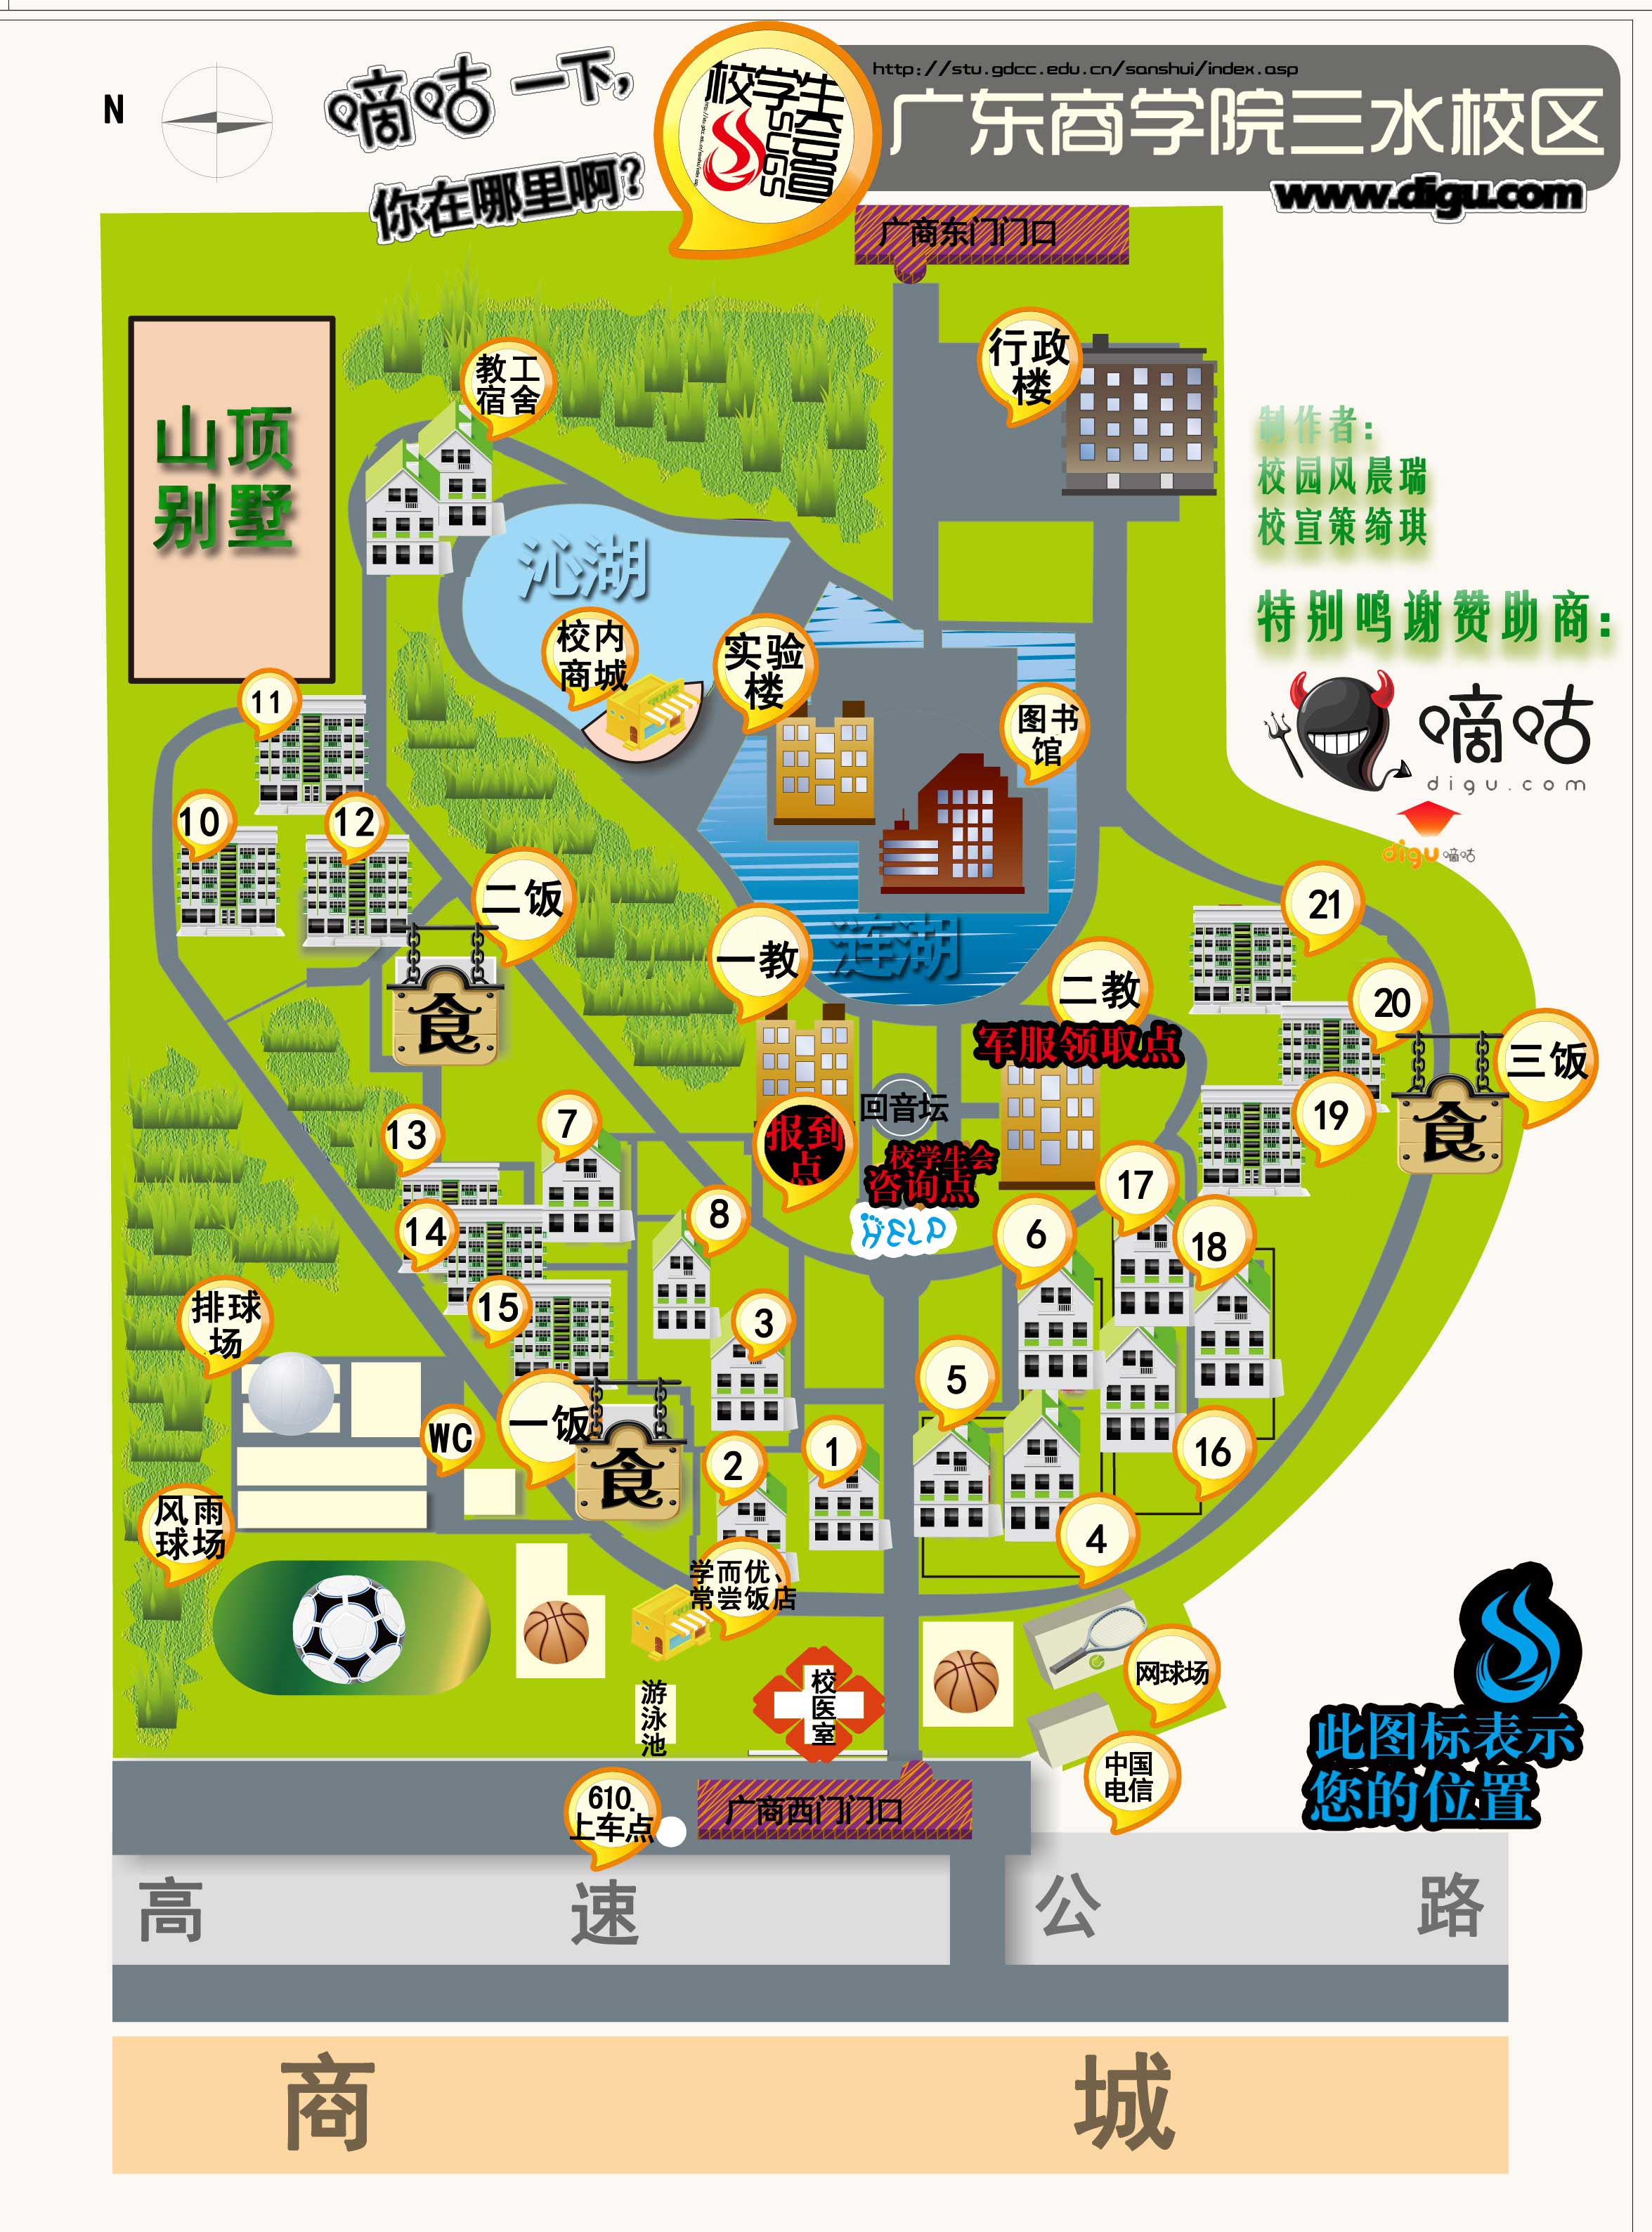 N
嘀咕一下,
你在哪里啊？
校学生会宣
SUGS
http://stu.gdcc.edu.cn/sanshui/index.asp
广东商学院三水校区
www.digu.com
广商东门门口
行政
楼
教工
宿舍
山顶
别墅
制作者:
校园风晨瑞
校宣策绮琪
特别鸣谢赞助商:
嘀咕
digu.com
digu嘀咕
沁湖
校内
商城
SHOP
实验
楼
图书
馆
11
10
12
二饭
食
一教
涟湖
二教
军服领取点
21
20
三饭
食
19
回音坛
报到
点
校学生会
咨询点
HELP
13
7
14
8
15
17
6
18
3
5
排球
场
WC
一饭
食
2
1
16
4
风雨
球场
学而优、
常尝饭店
网球场
游泳池
校医室
中国
电信
610.
上车点
广商西门门口
此图标表示
您的位置
高速公路
商城